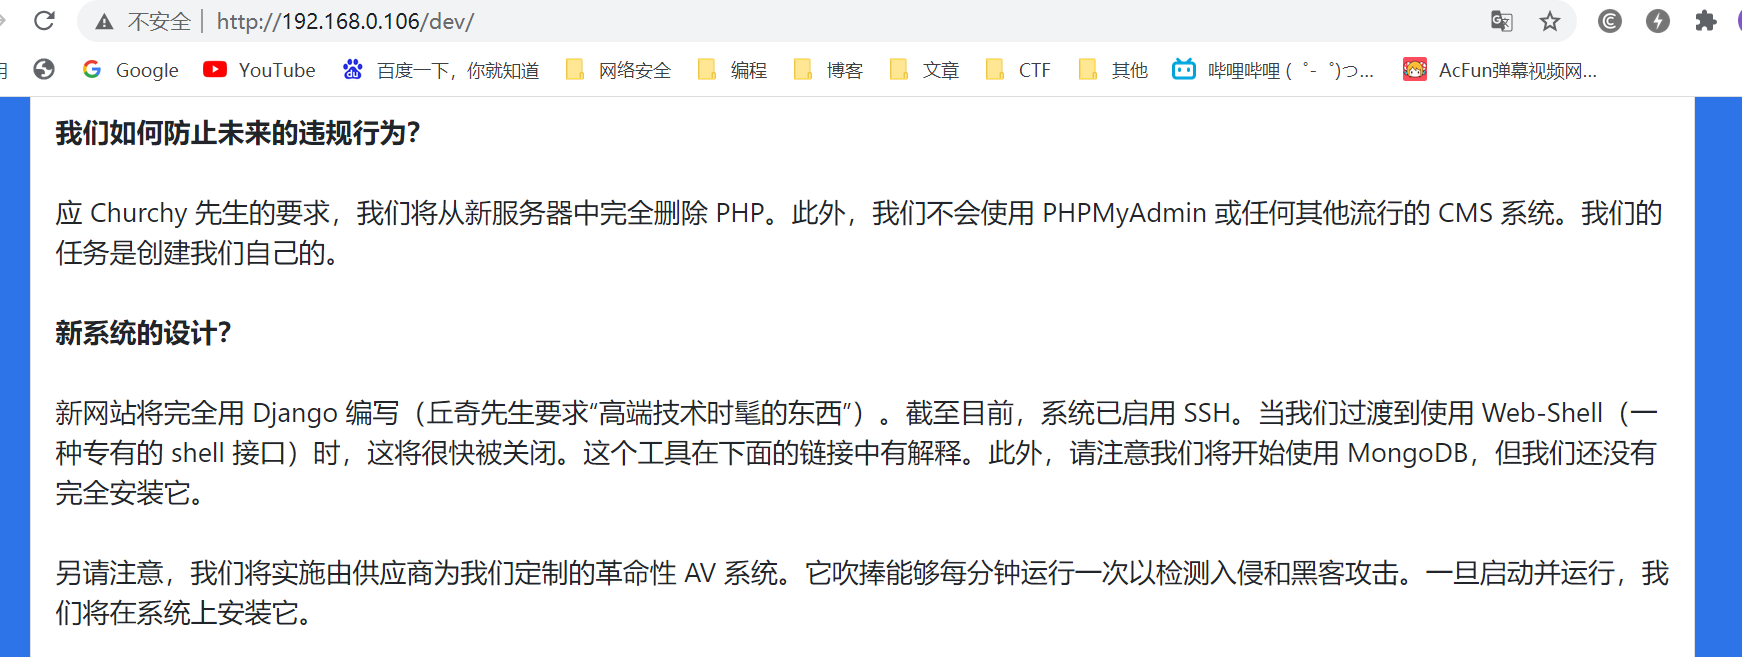 不安全 http://192.168.0.106/dev/
Google YouTube 百度一下，你就知道 网络安全 编程 博客 文章 CTF 其他 哔哩哔哩 ( ゜- ゜)つ... AcFun弹幕视频网...
我们如何防止未来的违规行为？
应 Churchy 先生的要求，我们将从新服务器中完全删除 PHP。此外，我们不会使用 PHPMyAdmin 或任何其他流行的 CMS 系统。我们的
任务是创建我们自己的。
新系统的设计？
新网站将完全用 Django 编写（丘奇先生要求“高端技术时髦的东西”）。截至目前，系统已启用 SSH。当我们过渡到使用 Web-Shell（一
种专有的 shell 接口）时，这将很快被关闭。这个工具在下面的链接中有解释。此外，请注意我们将开始使用 MongoDB，但我们还没有
完全安装它。
另请注意，我们将实施由供应商为我们定制的革命性 AV 系统。它吹捧能够每分钟运行一次以检测入侵和黑客攻击。一旦启动并运行，我
们将在系统上安装它。